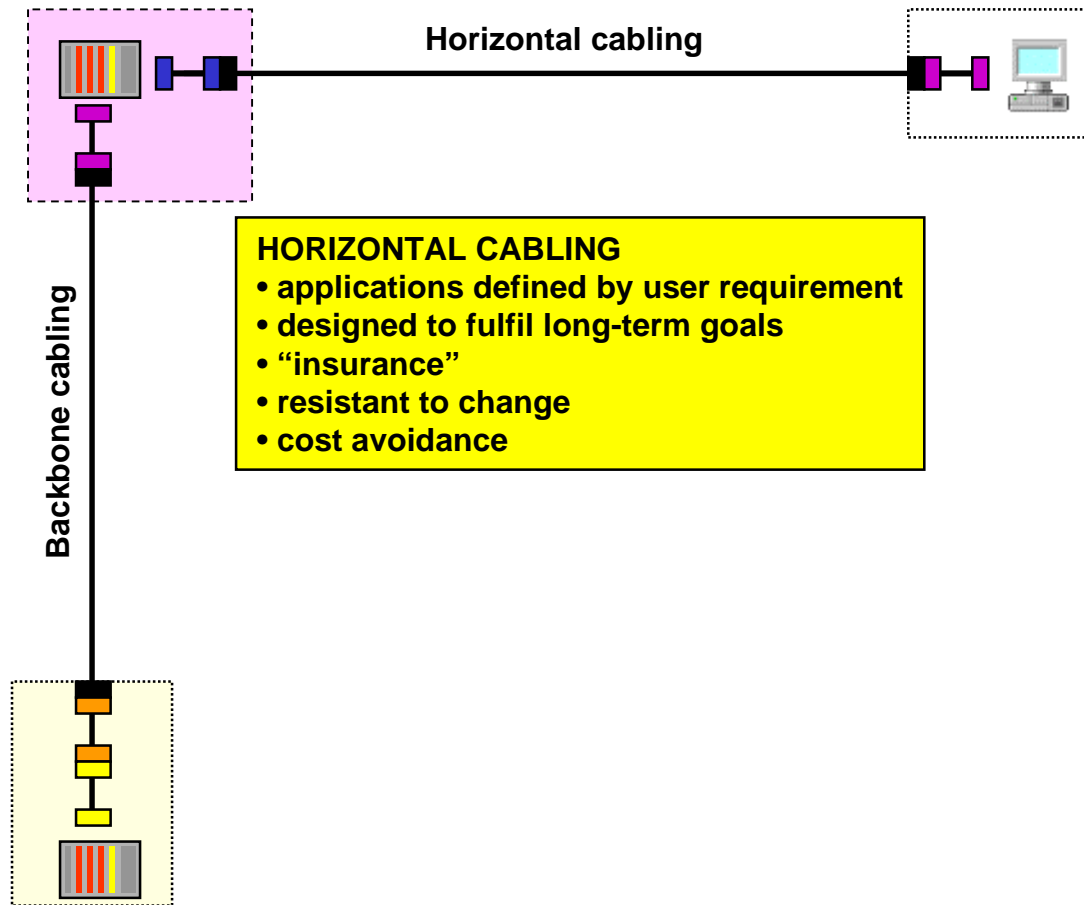 Horizontal cabling
HORIZONTAL CABLING
• applications defined by user requirement
• designed to fulfil long-term goals
• “insurance”
• resistant to change
• cost avoidance
Backbone cabling